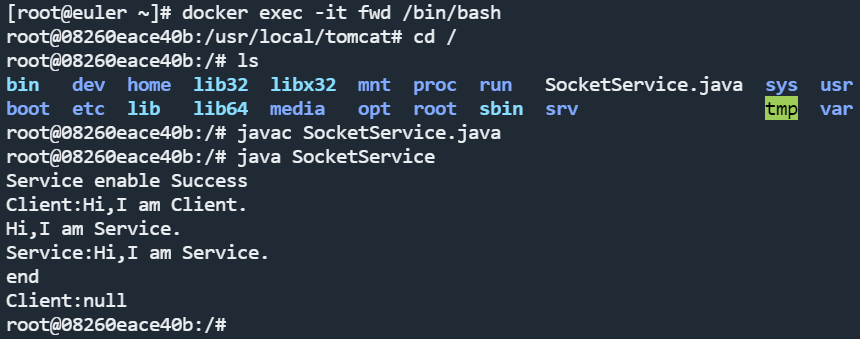 [root@euler ~]# docker exec -it fwd /bin/bash
root@08260eace40b:/usr/local/tomcat# cd /
root@08260eace40b:/# ls
bin dev home lib32 libx32 mnt proc run SocketService.java sys usr
boot etc lib lib64 media opt root sbin srv tmp var
root@08260eace40b:/# javac SocketService.java
root@08260eace40b:/# java SocketService
Service enable Success
Client:Hi,I am Client.
Hi,I am Service.
Service:Hi,I am Service.
end
Client:null
root@08260eace40b:/#